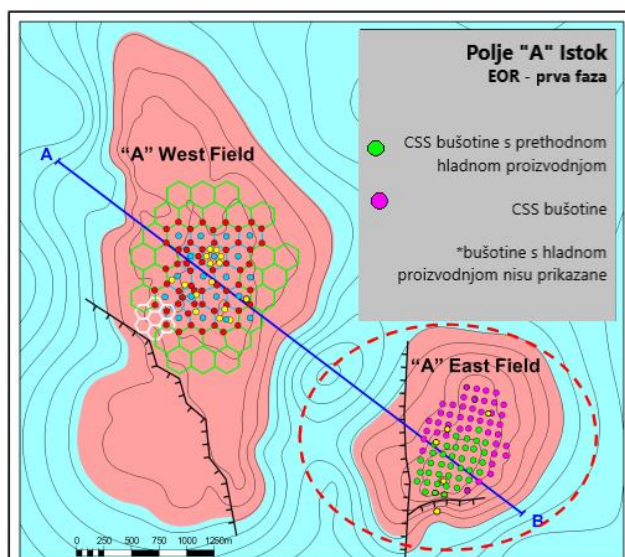 Polje "A" Istok
EOR - prva faza
CSS bušotine s prethodnom
hladnom proizvodnjom
CSS bušotine
*bušotine s hladnom
proizvodnjom nisu prikazane
A
“A” West Field
“A” East Field
B
0 250 500 750 1000 1250m